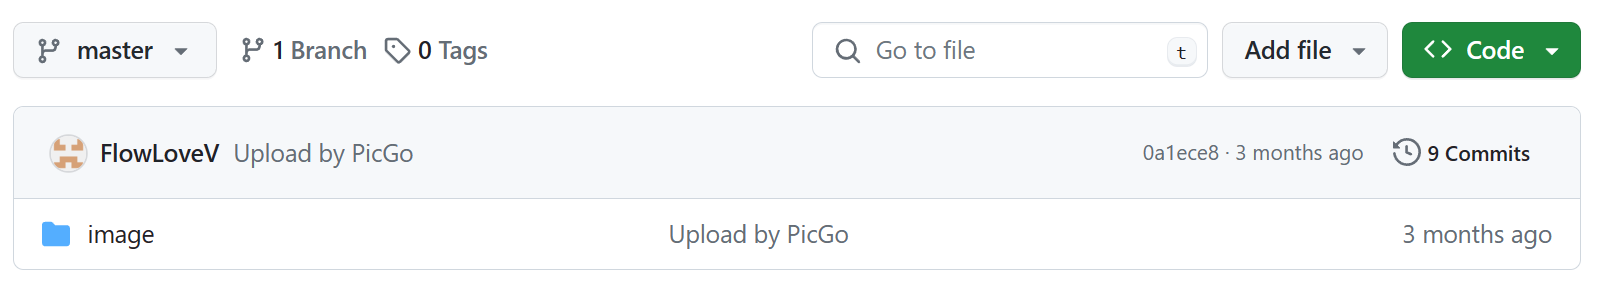 master 1 Branch 0 Tags Go to file t Add file Code
FlowLoveV Upload by PicGo 0a1ece8 · 3 months ago 9 Commits
image Upload by PicGo 3 months ago